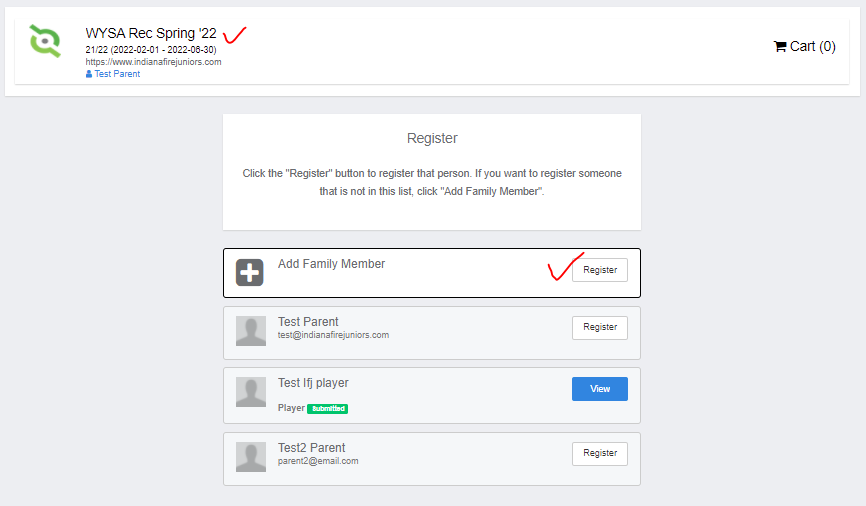 WYSA Rec Spring '22
21/22 (2022-02-01 - 2022-06-30)
https://www.indianafirejuniors.com
Test Parent
Cart (0)
Register
Click the "Register" button to register that person. If you want to register someone
that is not in this list, click "Add Family Member".
Add Family Member
Register
Test Parent
test@indianafirejuniors.com
Register
Test Ifj player
View
Player Submitted
Test2 Parent
parent2@email.com
Register